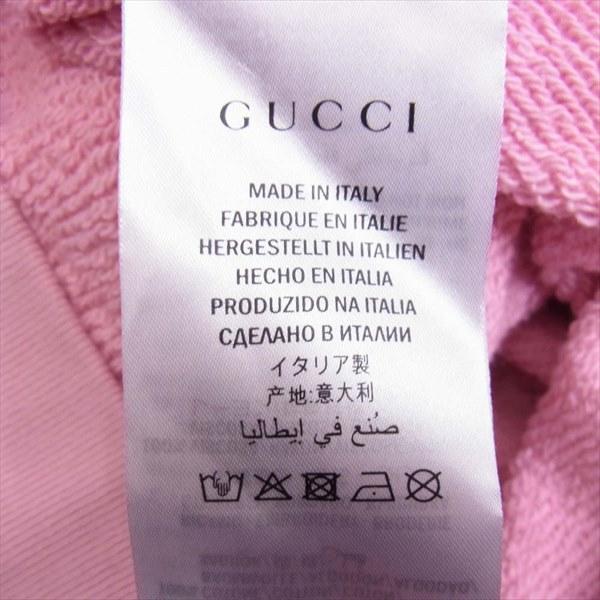 GUCCI
MADE IN ITALY
FABRIQUE EN ITALIE
HERGESTELLT IN ITALIEN
HECHO EN ITALIA
PRODUZIDO NA ITALIA
СДЕЛАНО В ИТАЛИИ
イタリア製
产地:意大利
صُنع في إيطاليا